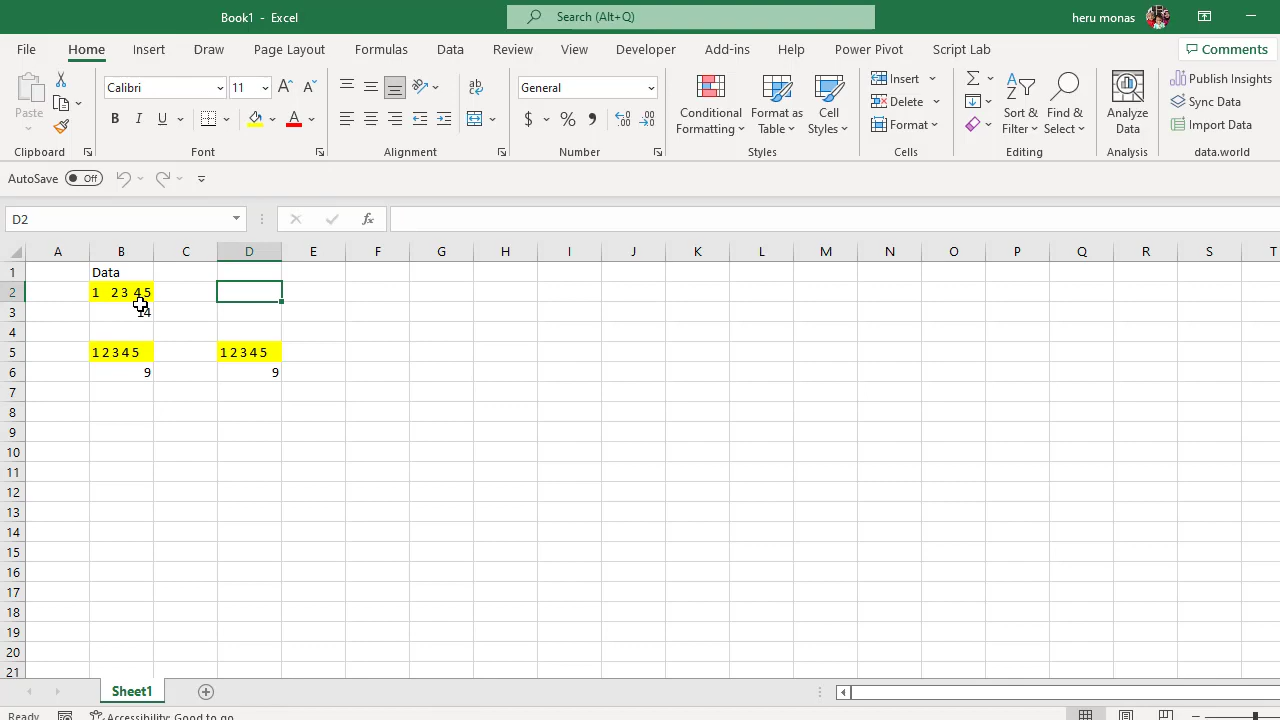 Book1 - Excel
Search (Alt+Q)
heru monas
File Home Insert Draw Page Layout Formulas Data Review View Developer Add-ins Help Power Pivot Script Lab Comments
Paste
Clipboard
Calibri 11
B I U A
Font
Alignment
General
$ % 9
Number
Conditional Formatting
Format as Table
Cell Styles
Styles
Insert
Delete
Format
Cells
Sort & Filter
Find & Select
Editing
Analyze Data
Analysis
Publish Insights
Sync Data
Import Data
data.world
AutoSave Off
D2 fx
A B C D E F G H I J K L M N O P Q R S T
1 Data
2 1 2 3 4 5
3 14
4
5 1 2 3 4 5 1 2 3 4 5
6 9 9
7
8
9
10
11
12
13
14
15
16
17
18
19
20
21
Sheet1
Ready Accessibility: Good to go